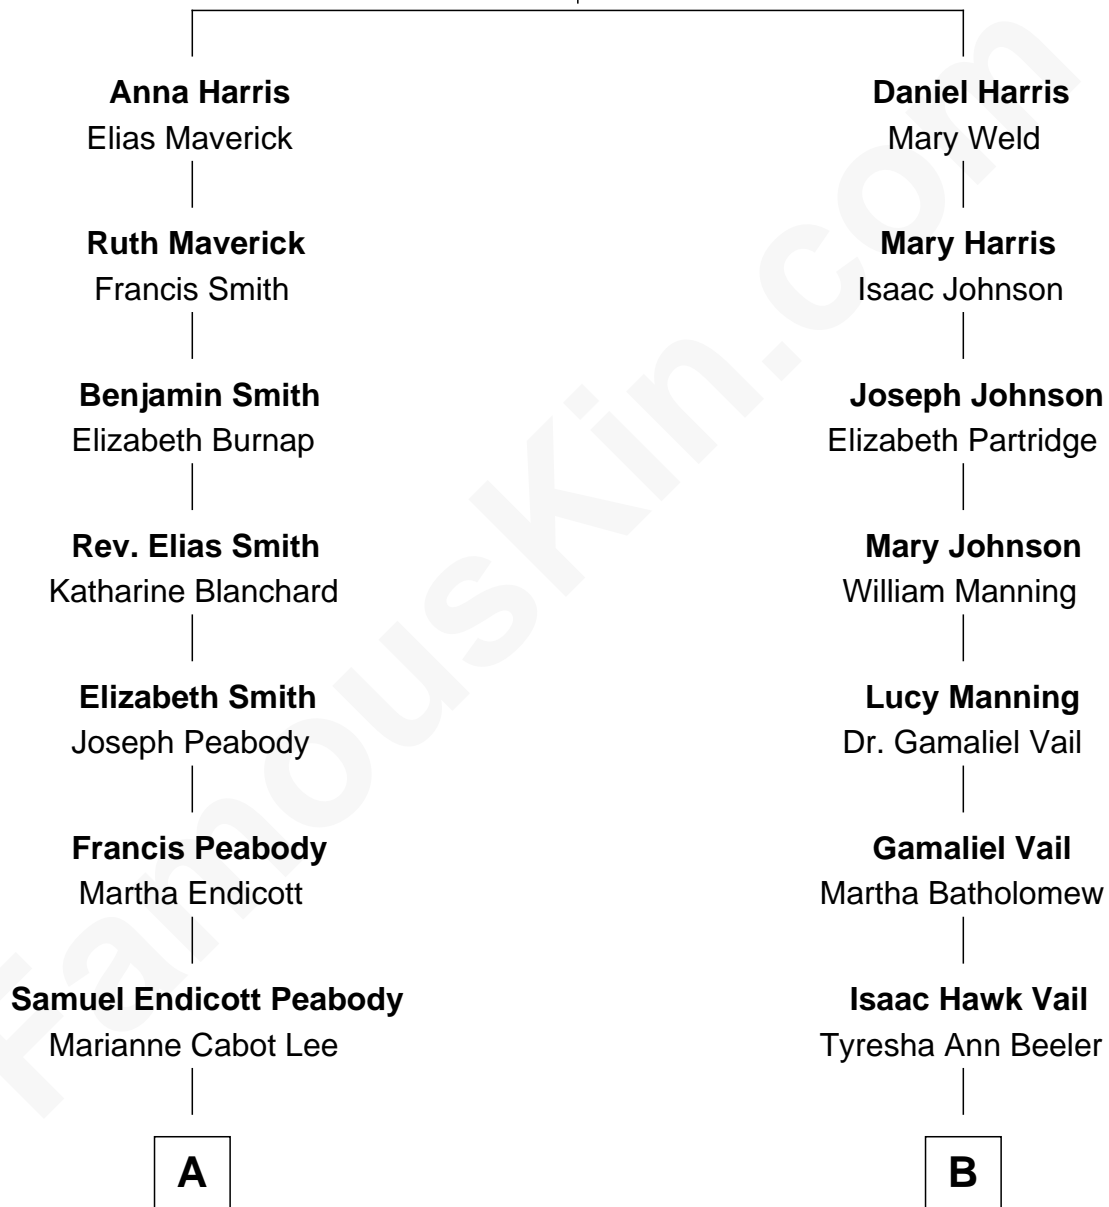 Anna Harris
Elias Maverick
Ruth Maverick
Francis Smith
Benjamin Smith
Elizabeth Burnap
Rev. Elias Smith
Katharine Blanchard
Elizabeth Smith
Joseph Peabody
Francis Peabody
Martha Endicott
Samuel Endicott Peabody
Marianne Cabot Lee
A
Daniel Harris
Mary Weld
Mary Harris
Isaac Johnson
Joseph Johnson
Elizabeth Partridge
Mary Johnson
William Manning
Lucy Manning
Dr. Gamaliel Vail
Gamaliel Vail
Martha Batholomew
Isaac Hawk Vail
Tyresha Ann Beeler
B
FamousKin.com